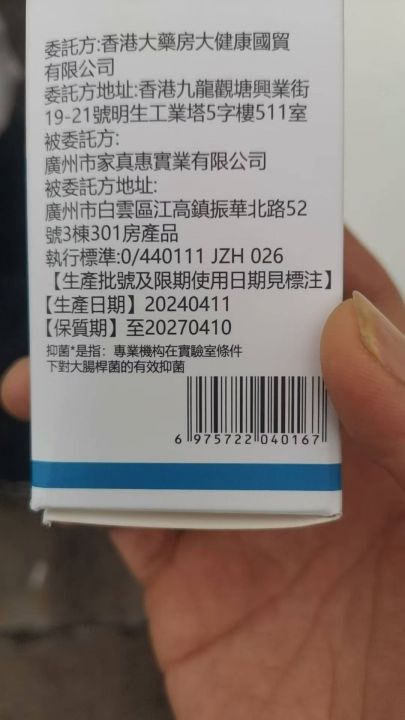 委託方:香港大藥房大健康國貿
有限公司
委託方地址:香港九龍觀塘興業街
19-21號明生工業塔5字樓511室
被委託方:
廣州市家真惠實業有限公司
被委託方地址:
廣州市白雲區江高鎮振華北路52
號3棟301房產品
執行標準:0/440111 JZH 026
【生產批號及限期使用日期見標注】
【生產日期】20240411
【保質期】至20270410
抑菌*是指：專業機构在實驗室條件
下對大腸桿菌的有效抑菌
6 975722 040167